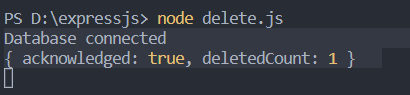 PS D:\expressjs> node delete.js
Database connected
{ acknowledged: true, deletedCount: 1 }